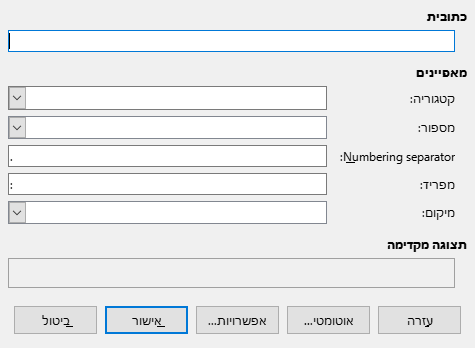 כתובית
מאפיינים
קטגוריה:
מספור:
Numbering separator:
.
מפריד:
:
מיקום:
תצוגה מקדימה
עזרה
אוטומטי...
אפשרויות...
אישור
ביטול